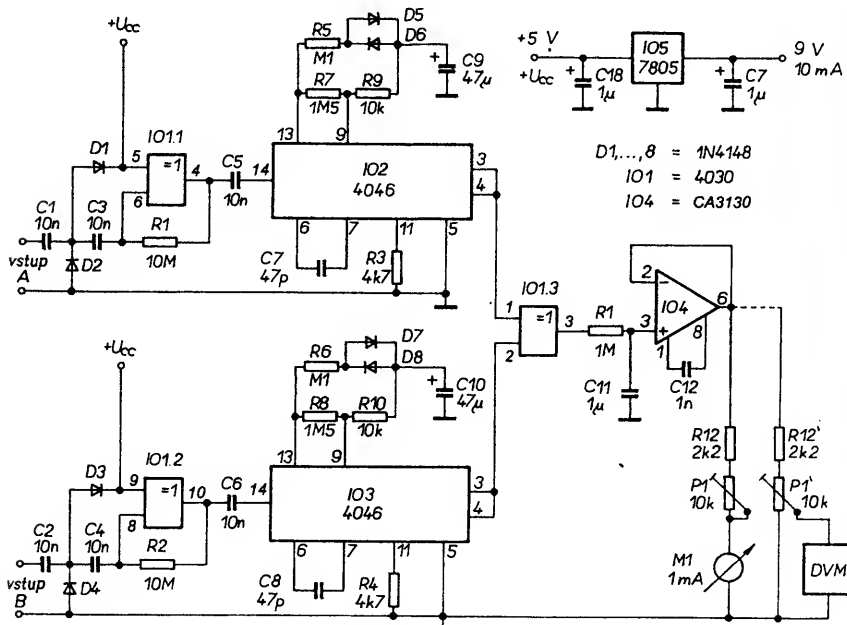 +Ucc
D1
5
IO1.1
=1
4
6
C5
10n
14
C1
10n
C3
10n
R1
10M
D2
vstup
A
D5
D6
R5
M1
R7
1M5
R9
10k
+
C9
47µ
13
9
IO2
4046
3
4
6
7
11
5
C7
47p
R3
4k7
+5 V
+Ucc
+
C18
1µ
IO5
7805
+
C7
1µ
9 V
10 mA
D1,...,8 = 1N4148
IO1 = 4030
IO4 = CA3130
1
2
IO1.3
=1
3
R1
1M
C11
1µ
2
3
−
+
IO4
6
1
8
C12
1n
R12
2k2
P1
10k
M1
1mA
R12'
2k2
P1'
10k
DVM
+Ucc
D3
9
IO1.2
=1
10
8
C6
10n
14
C2
10n
C4
10n
R2
10M
D4
vstup
B
D7
D8
R6
M1
R8
1M5
R10
10k
+
C10
47µ
13
9
IO3
4046
3
4
6
7
11
5
C8
47p
R4
4k7